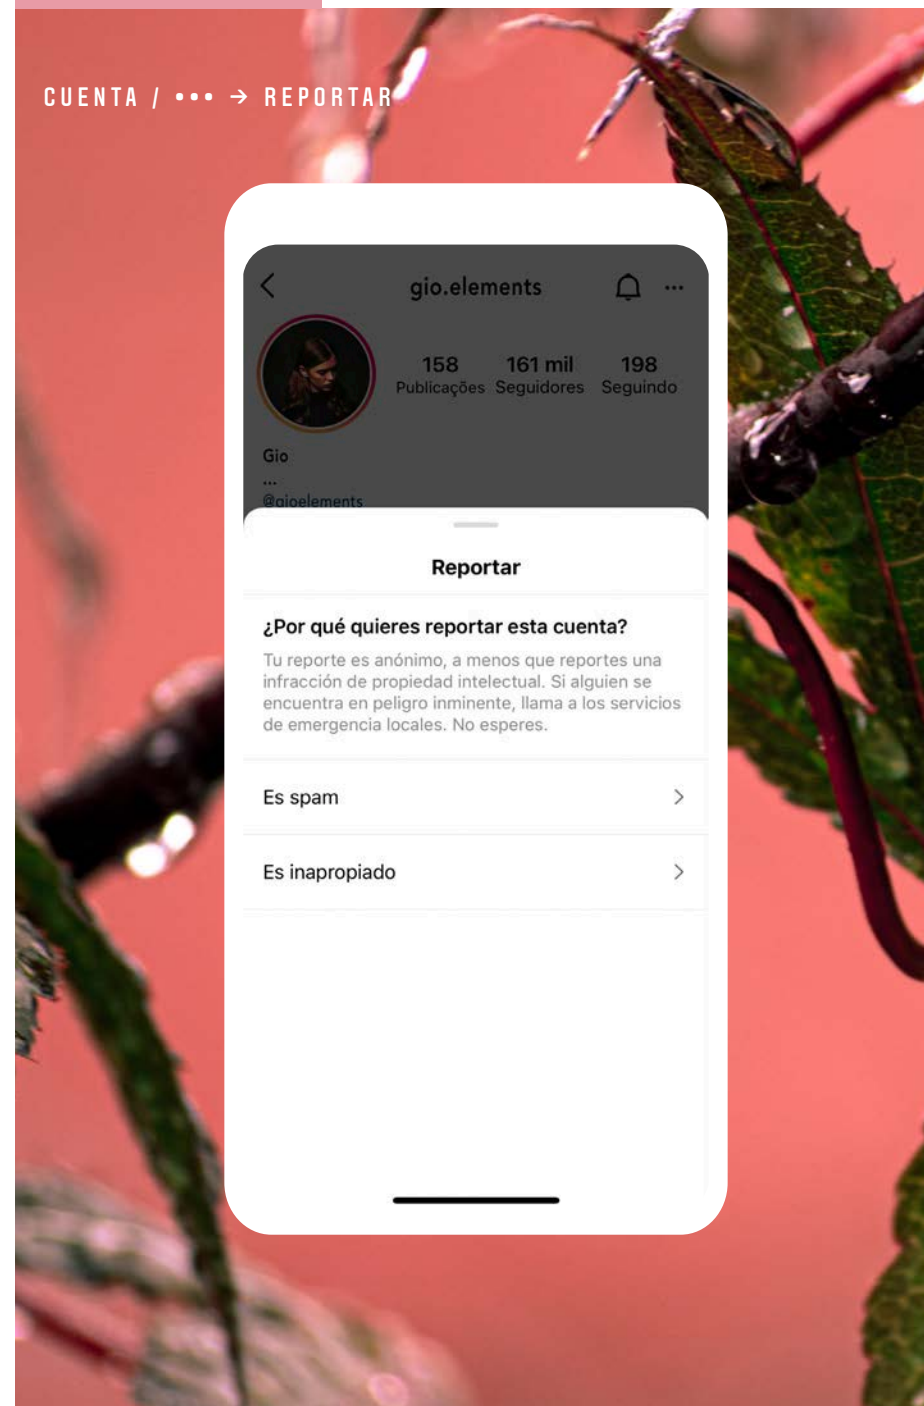 CUENTA / ••• → REPORTAR
gio.elements
158 161 mil 198
Publicações Seguidores Seguindo
Gio
...
@gioelements
Reportar
¿Por qué quieres reportar esta cuenta?
Tu reporte es anónimo, a menos que reportes una
infracción de propiedad intelectual. Si alguien se
encuentra en peligro inminente, llama a los servicios
de emergencia locales. No esperes.
Es spam
Es inapropiado